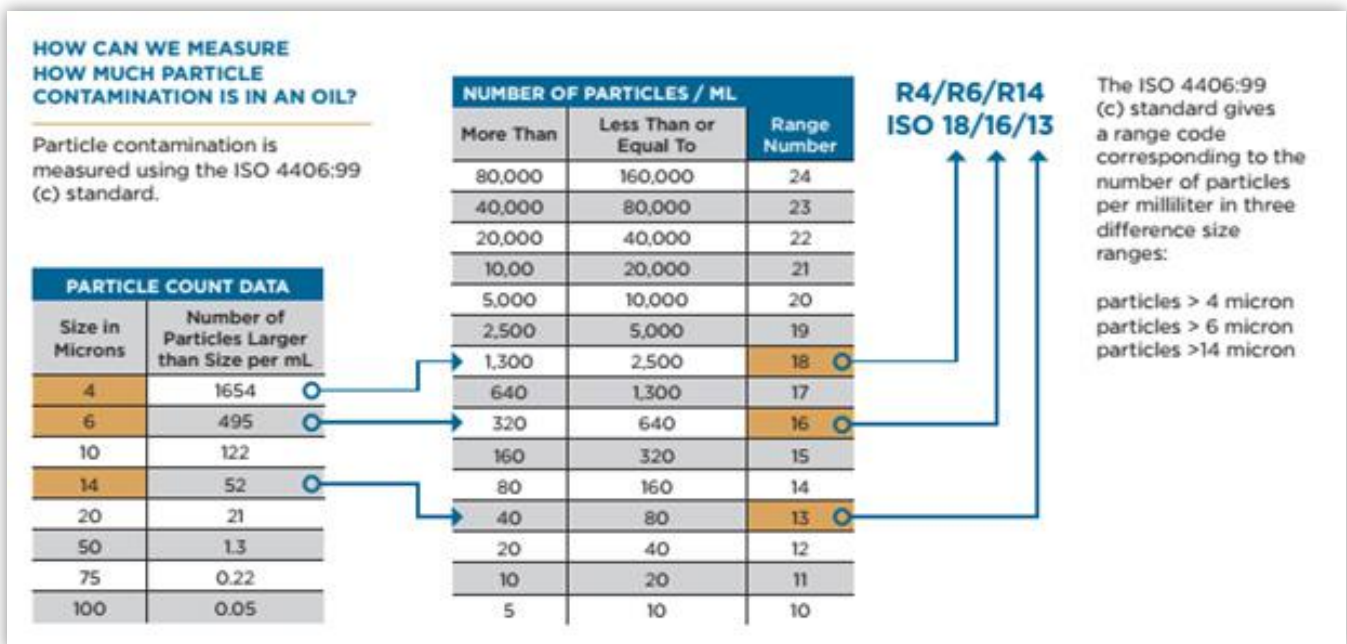 HOW CAN WE MEASURE
HOW MUCH PARTICLE
CONTAMINATION IS IN AN OIL?
Particle contamination is
measured using the ISO 4406:99
(c) standard.
PARTICLE COUNT DATA
Size in
Microns
Number of
Particles Larger
than Size per mL
4 1654
6 495
10 122
14 52
20 21
50 1.3
75 0.22
100 0.05
NUMBER OF PARTICLES / ML
More Than
Less Than or
Equal To
Range
Number
80,000 160,000 24
40,000 80,000 23
20,000 40,000 22
10,00 20,000 21
5,000 10,000 20
2,500 5,000 19
1,300 2,500 18
640 1,300 17
320 640 16
160 320 15
80 160 14
40 80 13
20 40 12
10 20 11
5 10 10
R4/R6/R14
ISO 18/16/13
The ISO 4406:99
(c) standard gives
a range code
corresponding to the
number of particles
per milliliter in three
difference size
ranges:
particles > 4 micron
particles > 6 micron
particles >14 micron